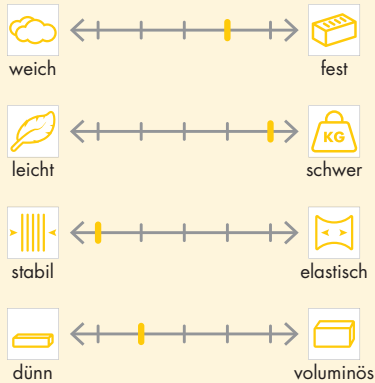 weich fest
KG
leicht schwer
stabil elastisch
dünn voluminös